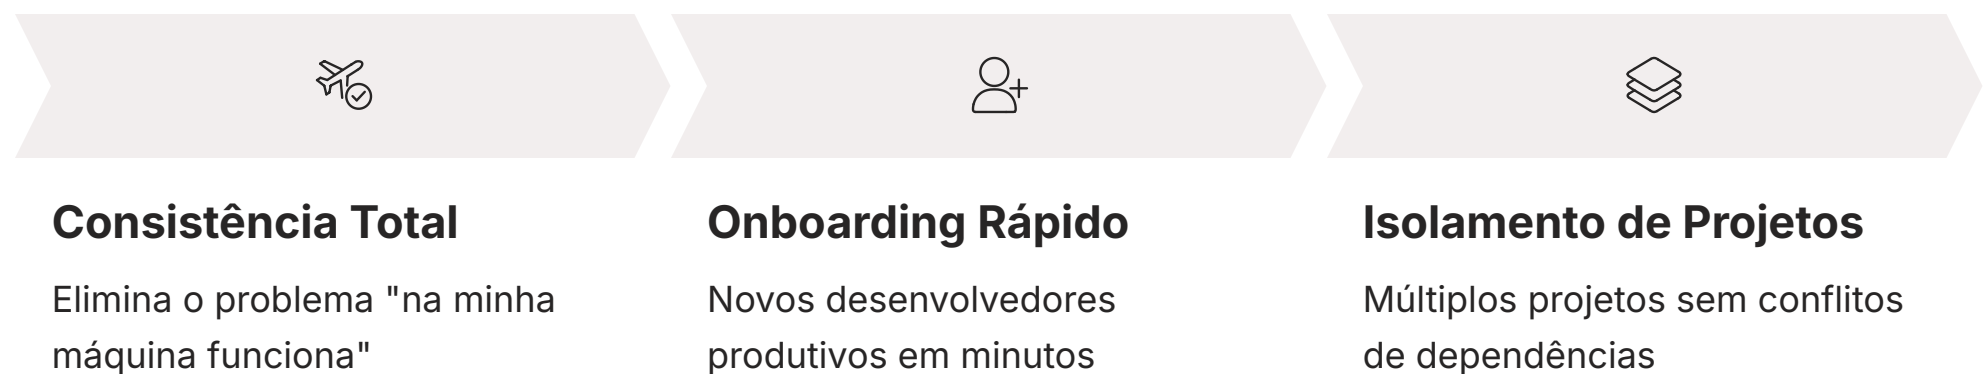 Consistência Total
Elimina o problema "na minha
máquina funciona"
Onboarding Rápido
Novos desenvolvedores
produtivos em minutos
Isolamento de Projetos
Múltiplos projetos sem conflitos
de dependências